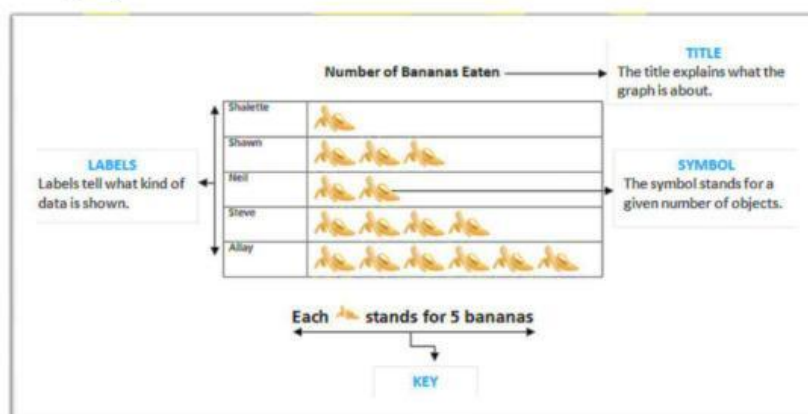 TITLE
Number of Bananas Eaten
The title explains what the
graph is about.
Shalette
Shawn
LABELS
Labels tell what kind of
data is shown.
Neil
SYMBOL
The symbol stands for a
given number of objects.
Steve
Allay
Each stands for 5 bananas
KEY